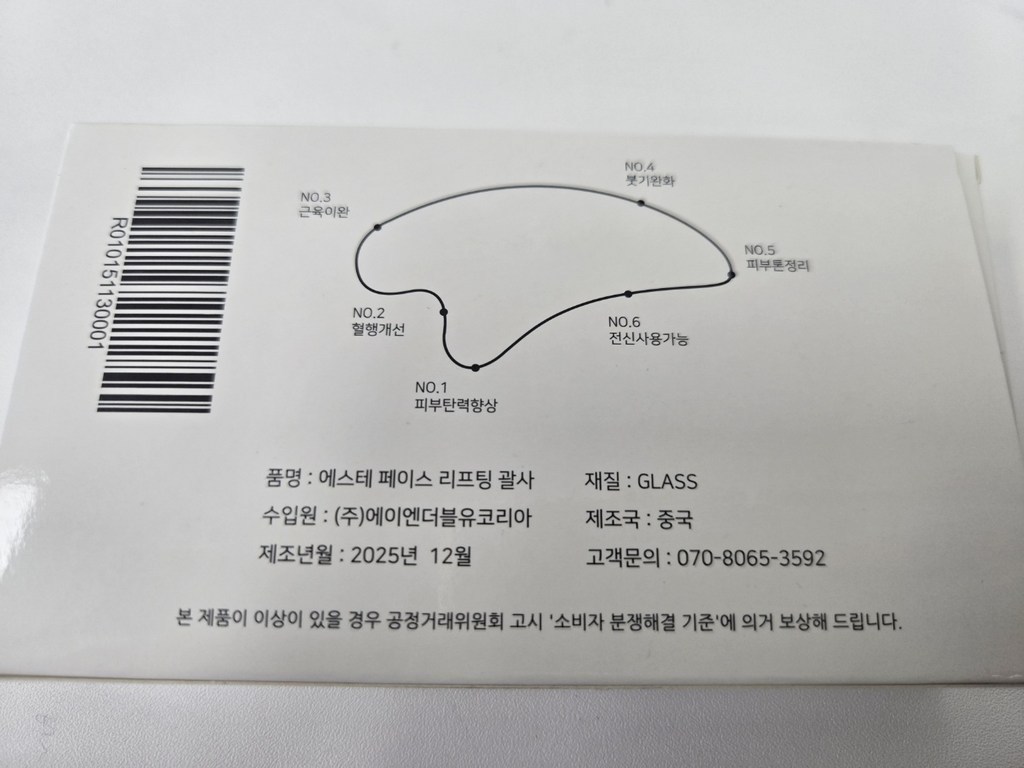 R01015113​0001
NO.4
붓기완화
NO.3
근육이완
NO.5
피부톤정리
NO.2
혈행개선
NO.6
전신사용가능
NO.1
피부탄력향상
품명 : 에스테 페이스 리프팅 괄사
재질 : GLASS
수입원 : (주)에이엔더블유코리아
제조국 : 중국
제조년월 : 2025년 12월
고객문의 : 070-8065-3592
본 제품이 이상이 있을 경우 공정거래위원회 고시 '소비자 분쟁해결 기준'에 의거 보상해 드립니다.